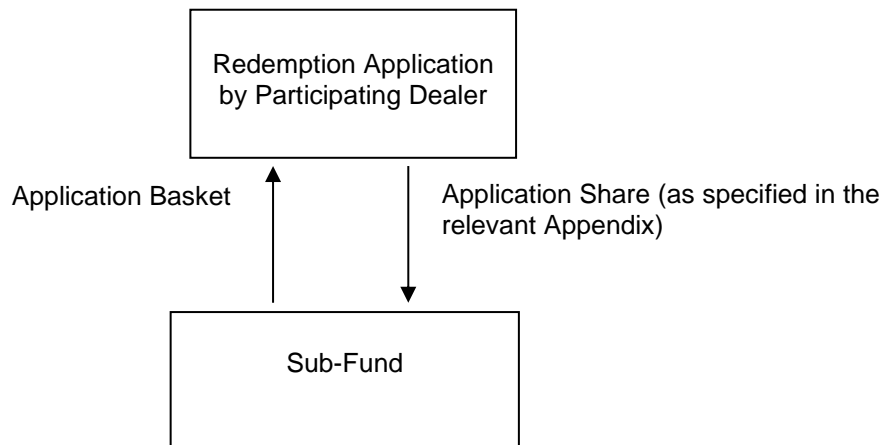 Redemption Application
by Participating Dealer
Application Basket
Application Share (as specified in the
relevant Appendix)
Sub-Fund